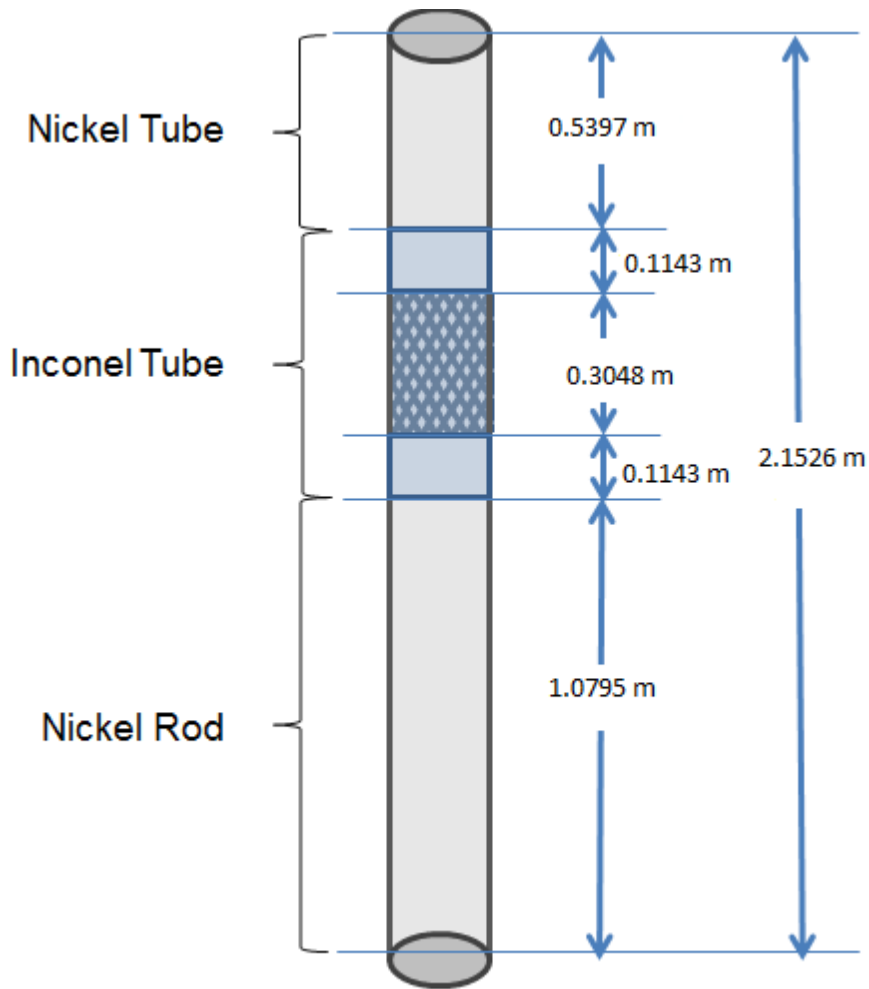 Nickel Tube
0.5397 m
0.1143 m
Inconel Tube
0.3048 m
2.1526 m
0.1143 m
Nickel Rod
1.0795 m